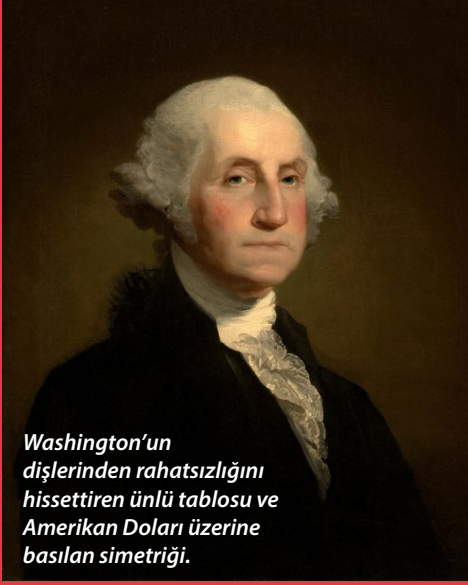 Washington’un
dişlerinden rahatsızlığını
hissettiren ünlü tablosu ve
Amerikan Doları üzerine
basılan simetriği.